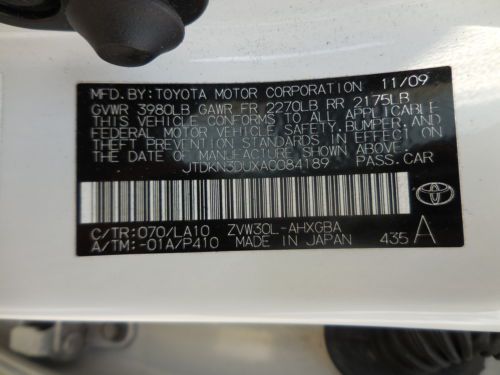 MFD. BY: TOYOTA MOTOR CORPORATION 11/09
GVWR 3980LB GAWR FR 2270LB RR 2175LB
THIS VEHICLE CONFORMS TO ALL APPLICABLE
FEDERAL MOTOR VEHICLE SAFETY, BUMPER, AND
THEFT PREVENTION STANDARDS IN EFFECT ON
THE DATE OF MANUFACTURE SHOWN ABOVE.
JTDKN3DUXA0084189 PASS. CAR
C/TR: 070/LA10 ZVW30L-AHXGBA
A/TM: -01A/P410 MADE IN JAPAN 435 A
TOYOTA